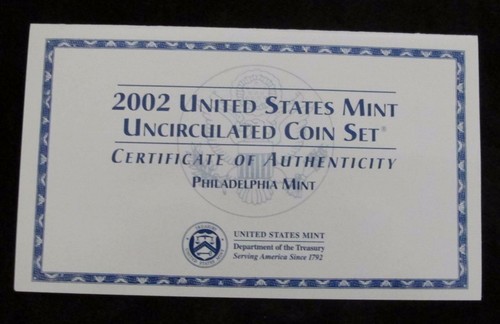 2002 United States Mint
Uncirculated Coin Set®
Certificate of Authenticity
Philadelphia Mint
UNITED STATES MINT
Department of the Treasury
Serving America Since 1792